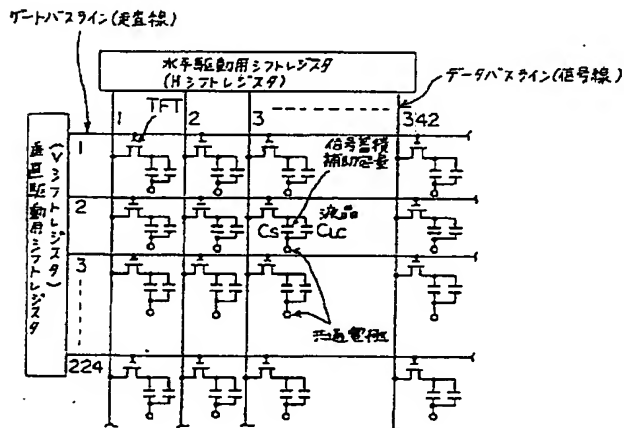 ゲートバスライン(走査線)
水平駆動用シフトレジスタ
(Hシフトレジスタ)
データバスライン(信号線)
TFT
1
2
3
342
垂直駆動用シフトレジスタ
(Vシフトレジスタ)
1
2
3
224
信号蓄積
補助容量
液晶
Cs
CLC
共通電極